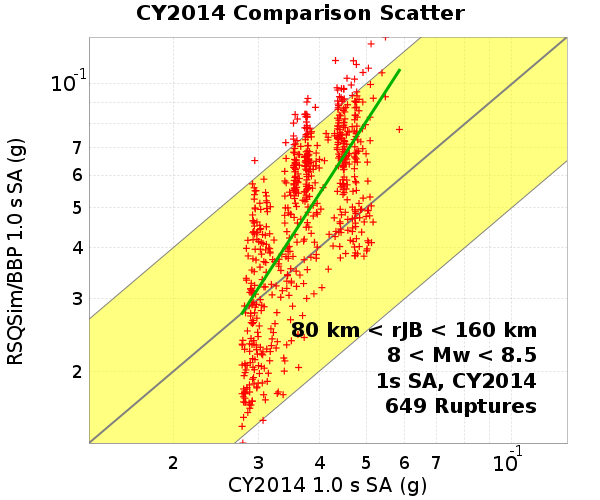 CY2014 Comparison Scatter
RSQSim/BBP 1.0 s SA (g)
10-1
7
6
5
4
3
2
80 km < rJB < 160 km
8 < Mw < 8.5
1s SA, CY2014
649 Ruptures
2 3 4 5 6 7 10-1
CY2014 1.0 s SA (g)